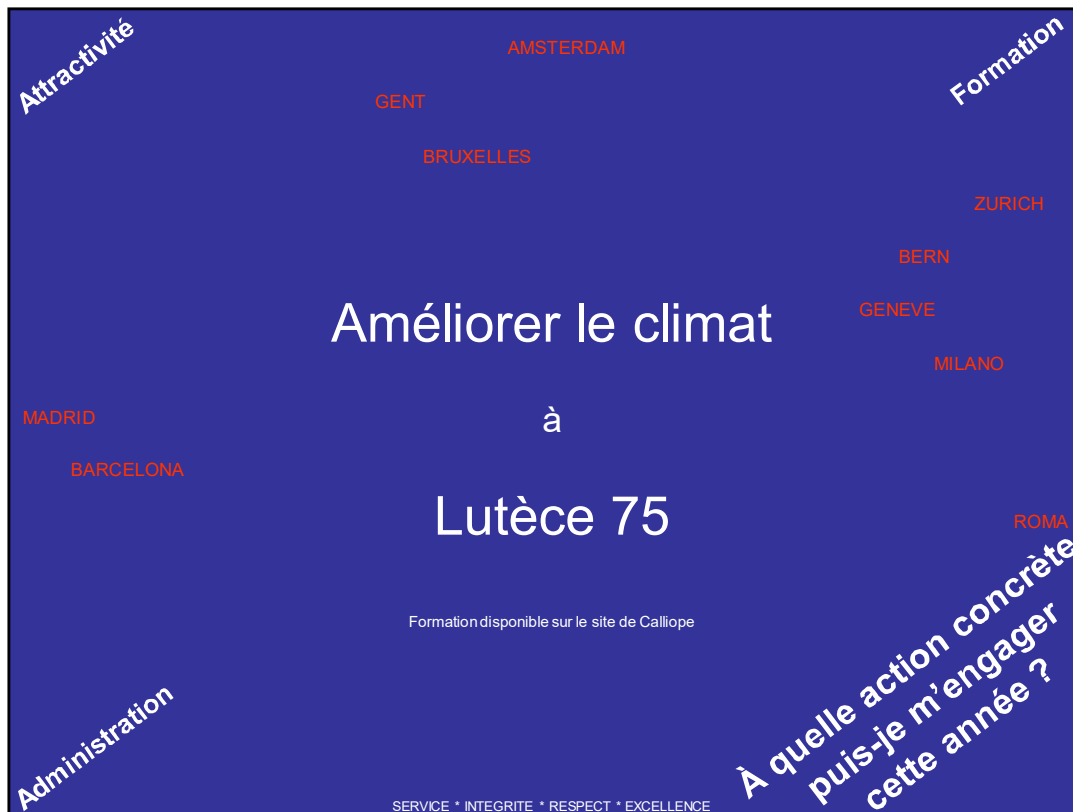 Attractivité
AMSTERDAM
Formation
GENT
BRUXELLES
ZURICH
BERN
GENEVE
Améliorer le climat
MILANO
MADRID
à
BARCELONA
Lutèce 75
ROMA
Formation disponible sur le site de Calliope
À quelle action concrète
puis-je m’engager
cette année ?
Administration
SERVICE * INTEGRITE * RESPECT * EXCELLENCE